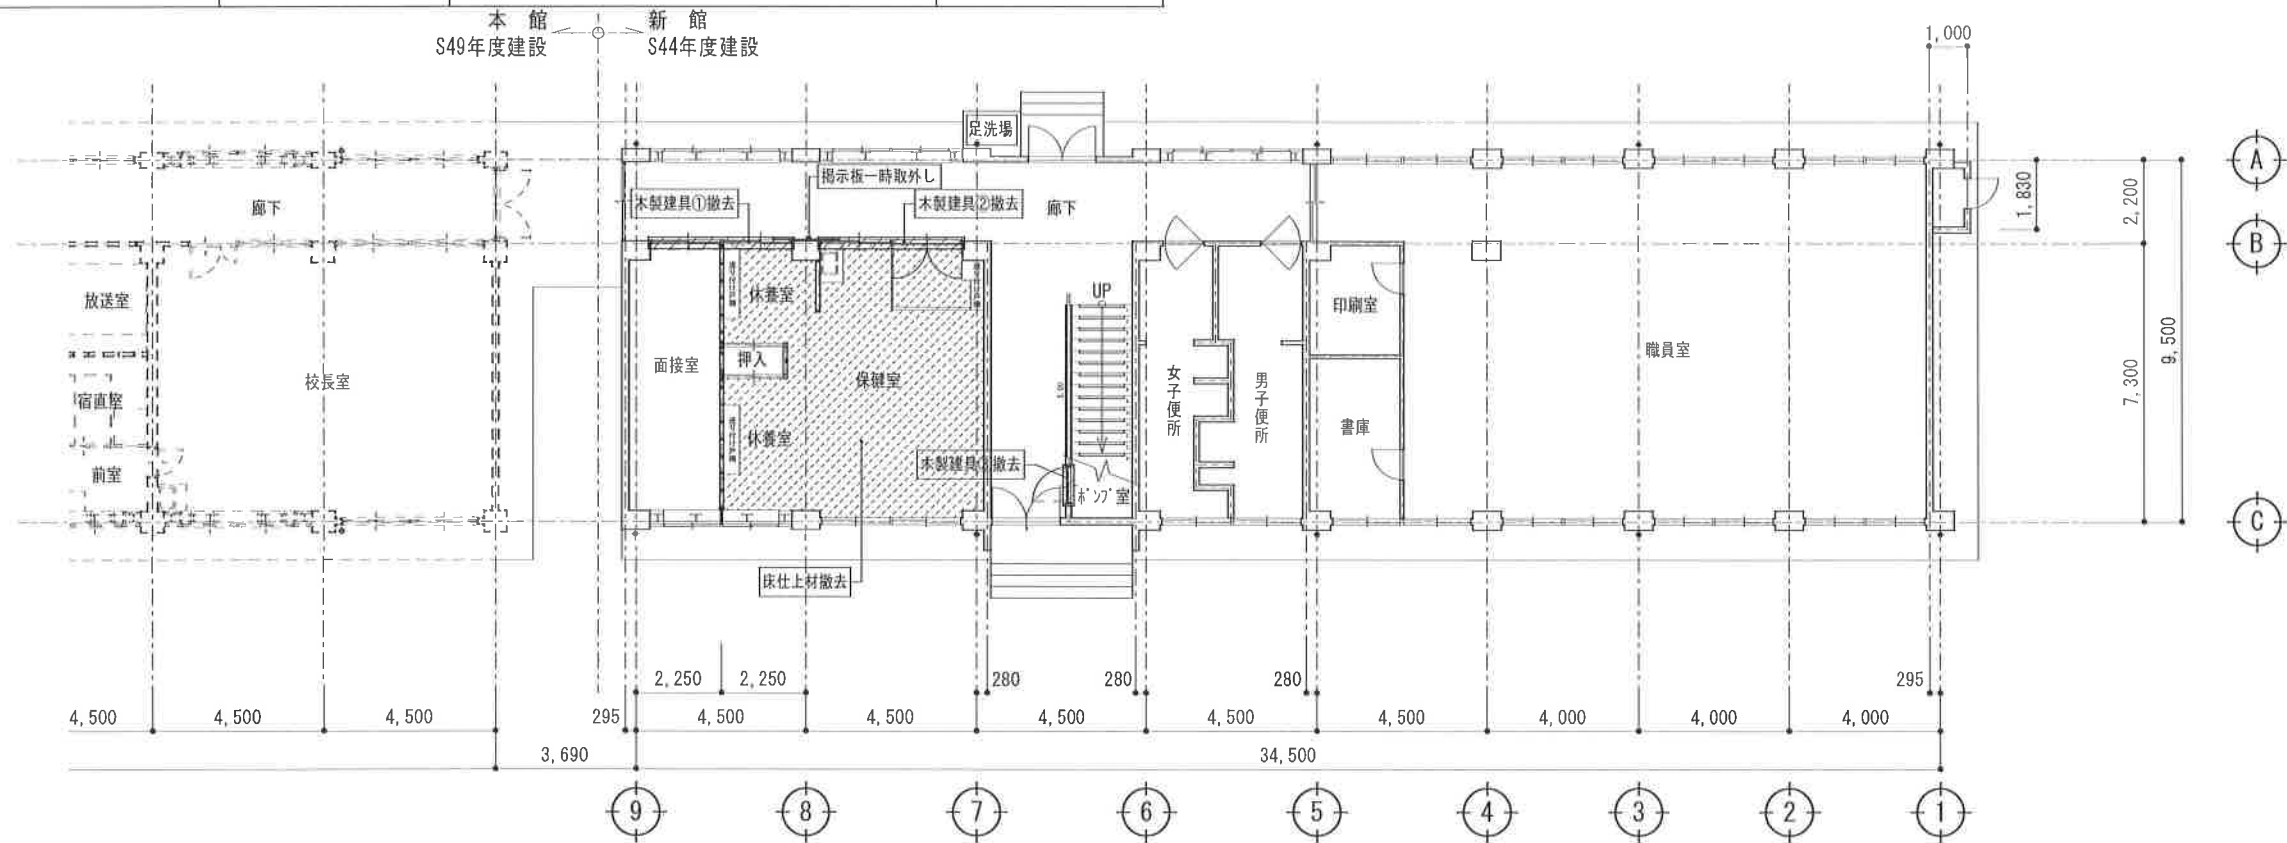 本 館
新 館
S49年度建設
S44年度建設
1,000
足洗場
掲示板一時取外し
木製建具①撤去
木製建具②撤去
廊下
廊下
1,830
2,200
A
B
C
9,500
7,300
放送室
校長室
宿直室
前室
面接室
休養室
押入
休養室
保健室
UP
女子便所
男子便所
印刷室
書庫
職員室
木製建具③撤去
ポンプ室
床仕上材撤去
2,250
2,250
280
280
280
295
4,500
4,500
4,500
295
4,500
4,500
4,500
4,500
4,500
4,000
4,000
4,000
3,690
34,500
9
8
7
6
5
4
3
2
1